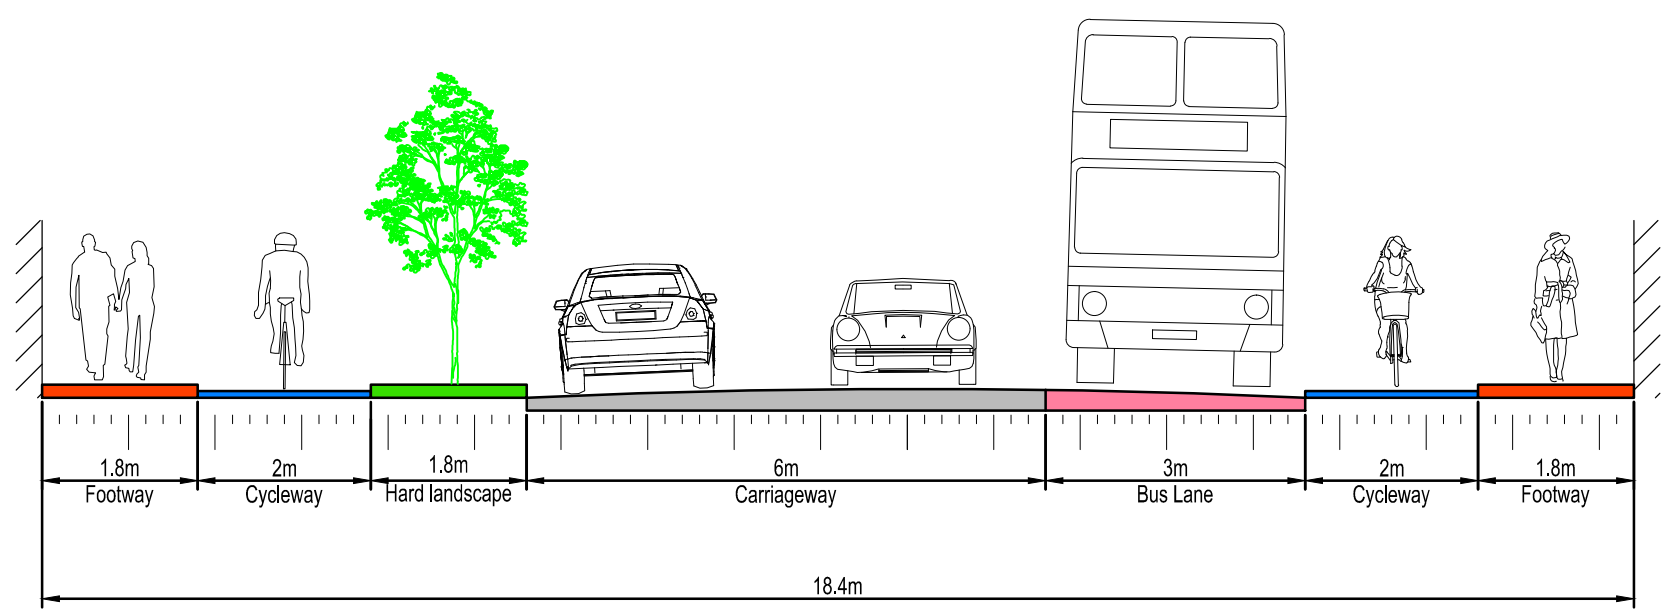 1.8m 2m 1.8m 6m 3m 2m 1.8m
Footway Cycleway Hard landscape Carriageway Bus Lane Cycleway Footway
18.4m